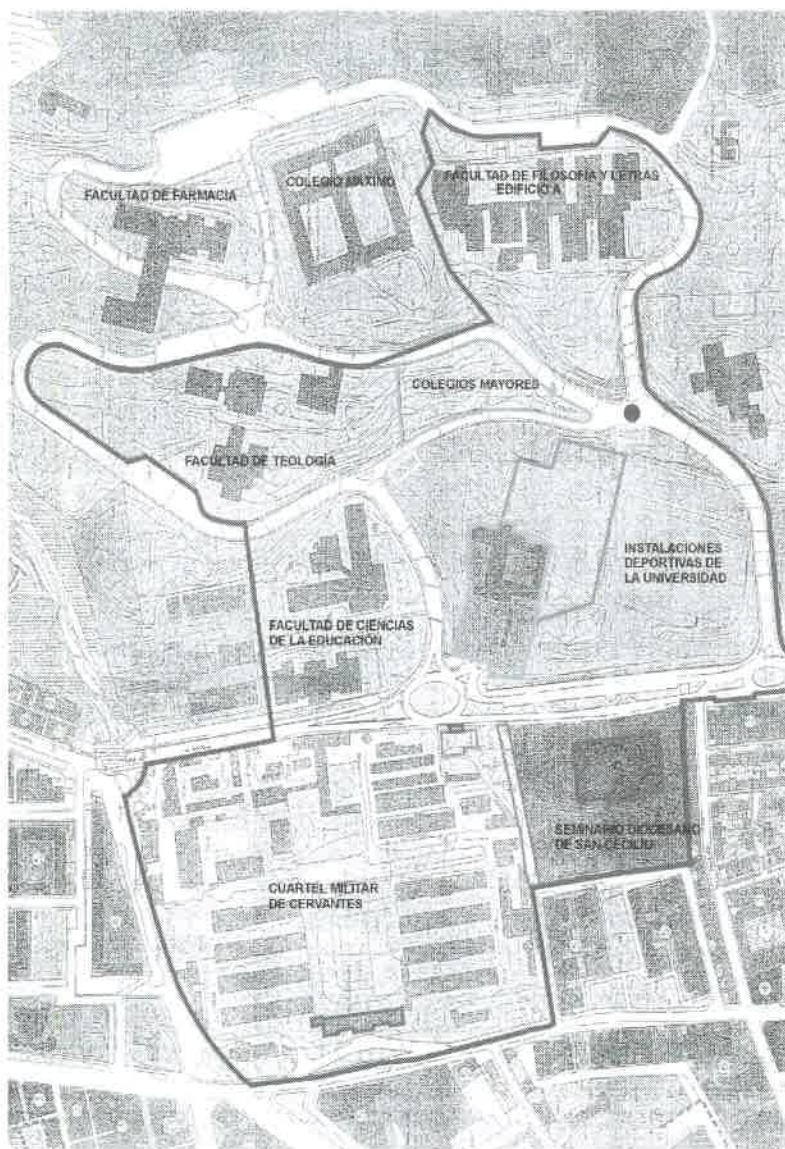 FACULTAD DE FARMACIA
COLEGIO MÁXIMO
FACULTAD DE FILOSOFÍA Y LETRAS
EDIFICIO A
COLEGIOS MAYORES
FACULTAD DE TEOLOGÍA
INSTALACIONES
DEPORTIVAS DE
LA UNIVERSIDAD
FACULTAD DE CIENCIAS
DE LA EDUCACIÓN
SEMINARIO DIOCESANO
DE SAN CECILIO
CUARTEL MILITAR
DE CERVANTES